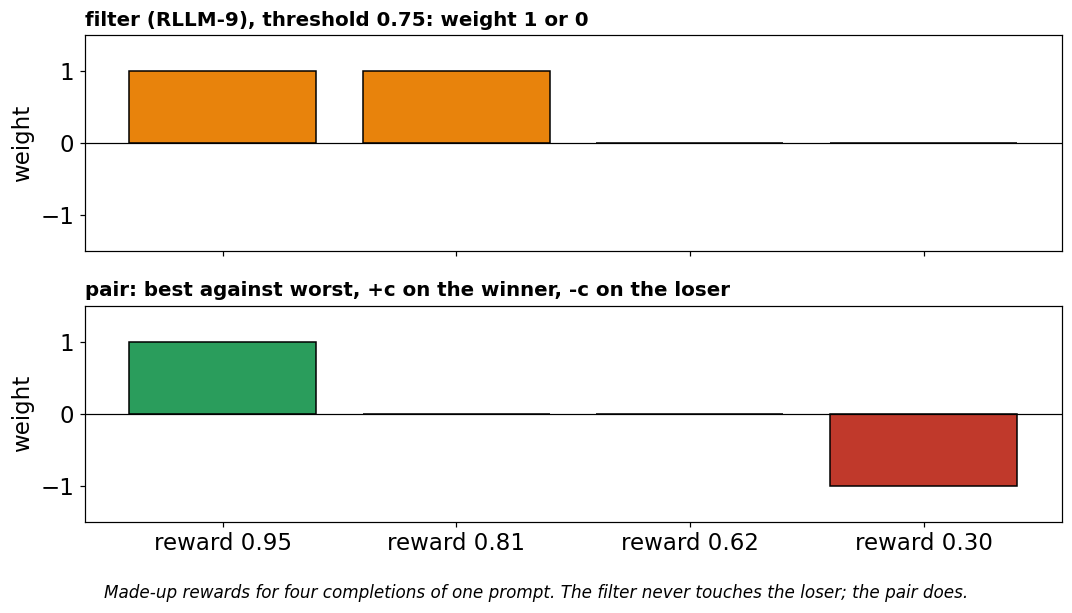 filter (RLLM-9), threshold 0.75: weight 1 or 0
weight
1
0
−1
pair: best against worst, +c on the winner, -c on the loser
weight
1
0
−1
reward 0.95 reward 0.81 reward 0.62 reward 0.30
Made-up rewards for four completions of one prompt. The filter never touches the loser; the pair does.